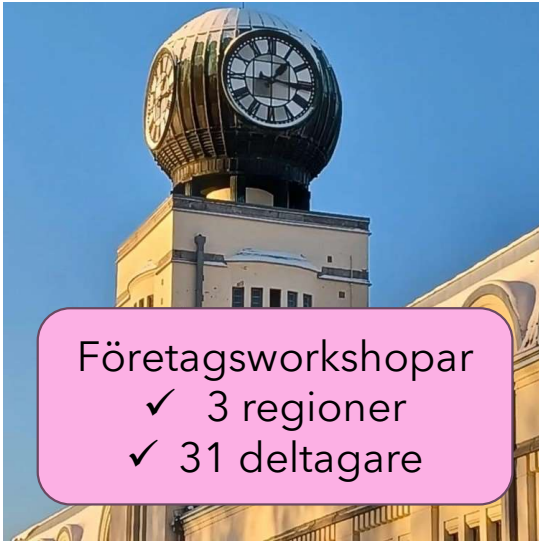 Företagsworkshopar
✓ 3 regioner
✓ 31 deltagare